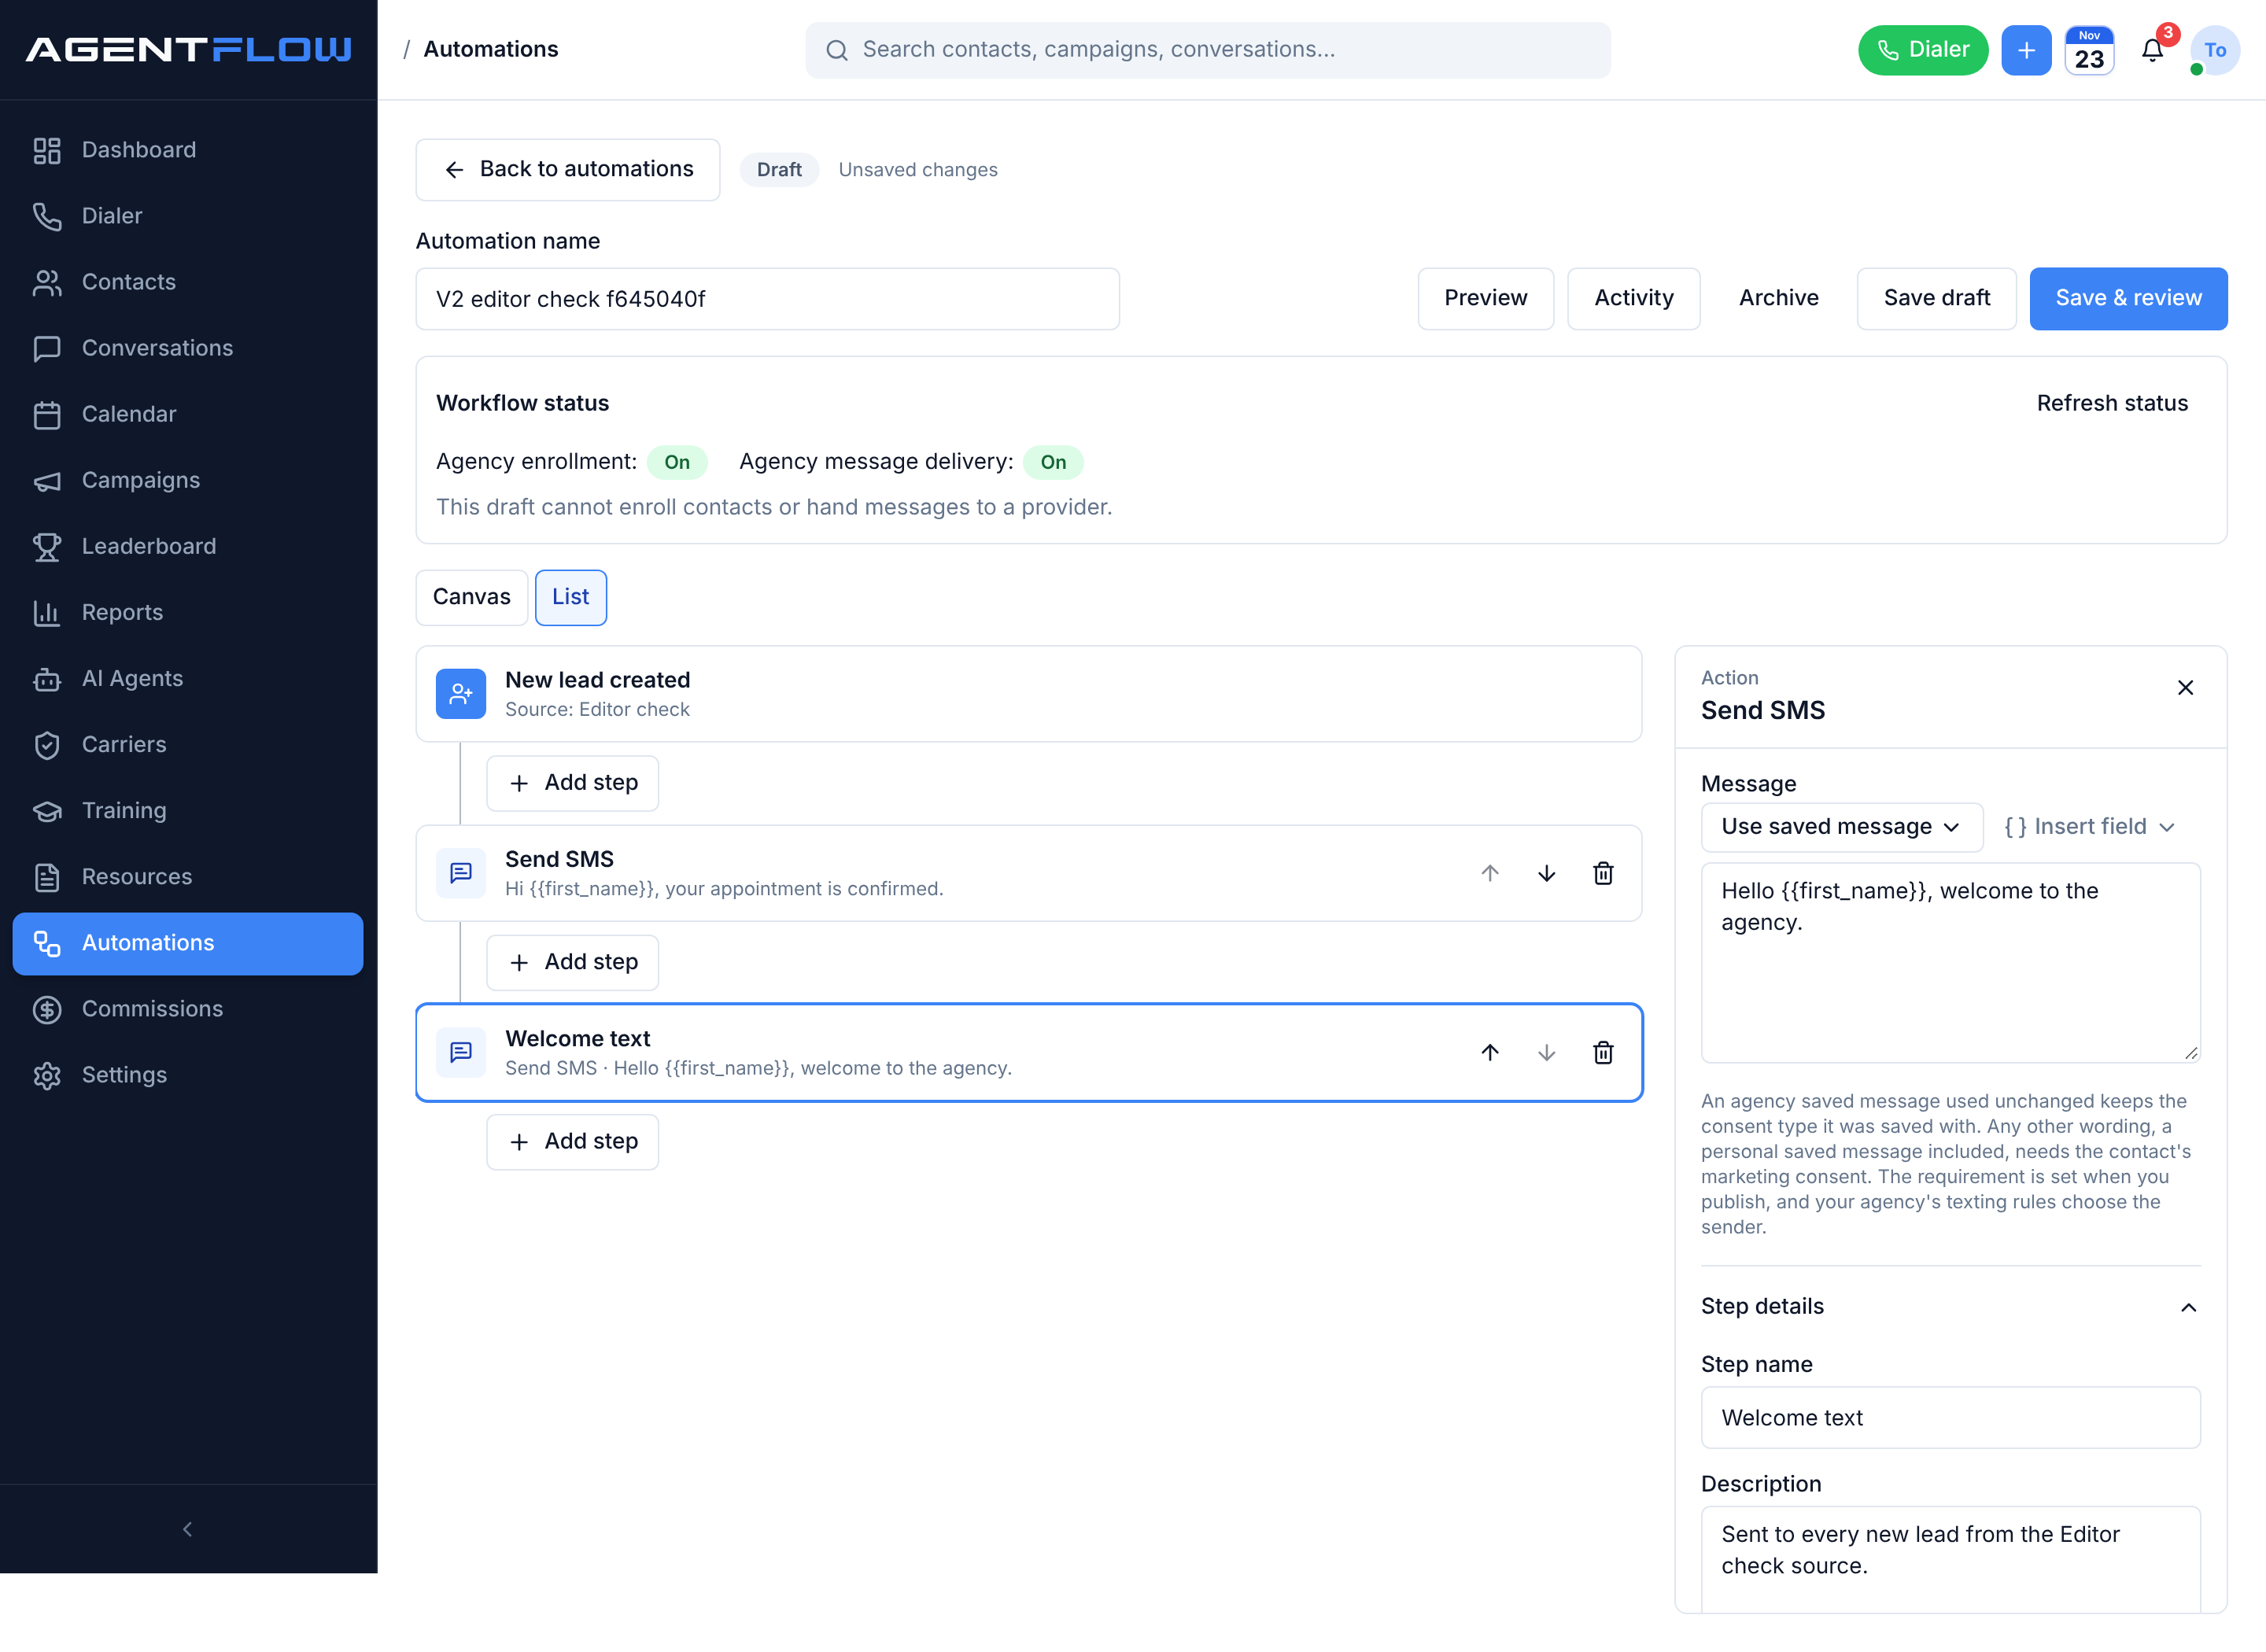 AGENTFLOW
/ Automations
Search contacts, campaigns, conversations...
Dialer
Nov
23
3
To
Dashboard
Dialer
Contacts
Conversations
Calendar
Campaigns
Leaderboard
Reports
AI Agents
Carriers
Training
Resources
Automations
Commissions
Settings
Back to automations
Draft
Unsaved changes
Automation name
V2 editor check f645040f
Preview
Activity
Archive
Save draft
Save & review
Workflow status
Refresh status
Agency enrollment: On
Agency message delivery: On
This draft cannot enroll contacts or hand messages to a provider.
Canvas
List
New lead created
Source: Editor check
Add step
Send SMS
Hi {{first_name}}, your appointment is confirmed.
Add step
Welcome text
Send SMS · Hello {{first_name}}, welcome to the agency.
Add step
Action
Send SMS
Message
Use saved message
{ } Insert field
Hello {{first_name}}, welcome to the
agency.
An agency saved message used unchanged keeps the
consent type it was saved with. Any other wording, a
personal saved message included, needs the contact's
marketing consent. The requirement is set when you
publish, and your agency's texting rules choose the
sender.
Step details
Step name
Welcome text
Description
Sent to every new lead from the Editor
check source.